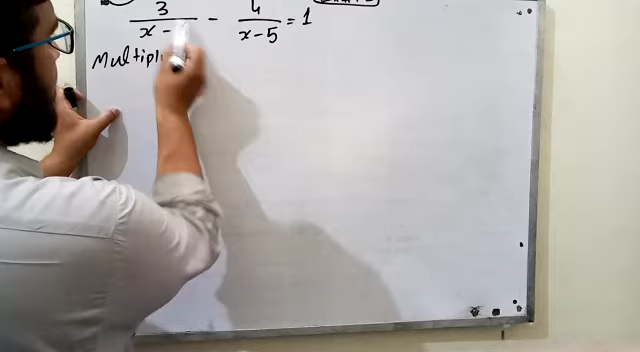 3/x - - 4/x-5 = 1
Multipl